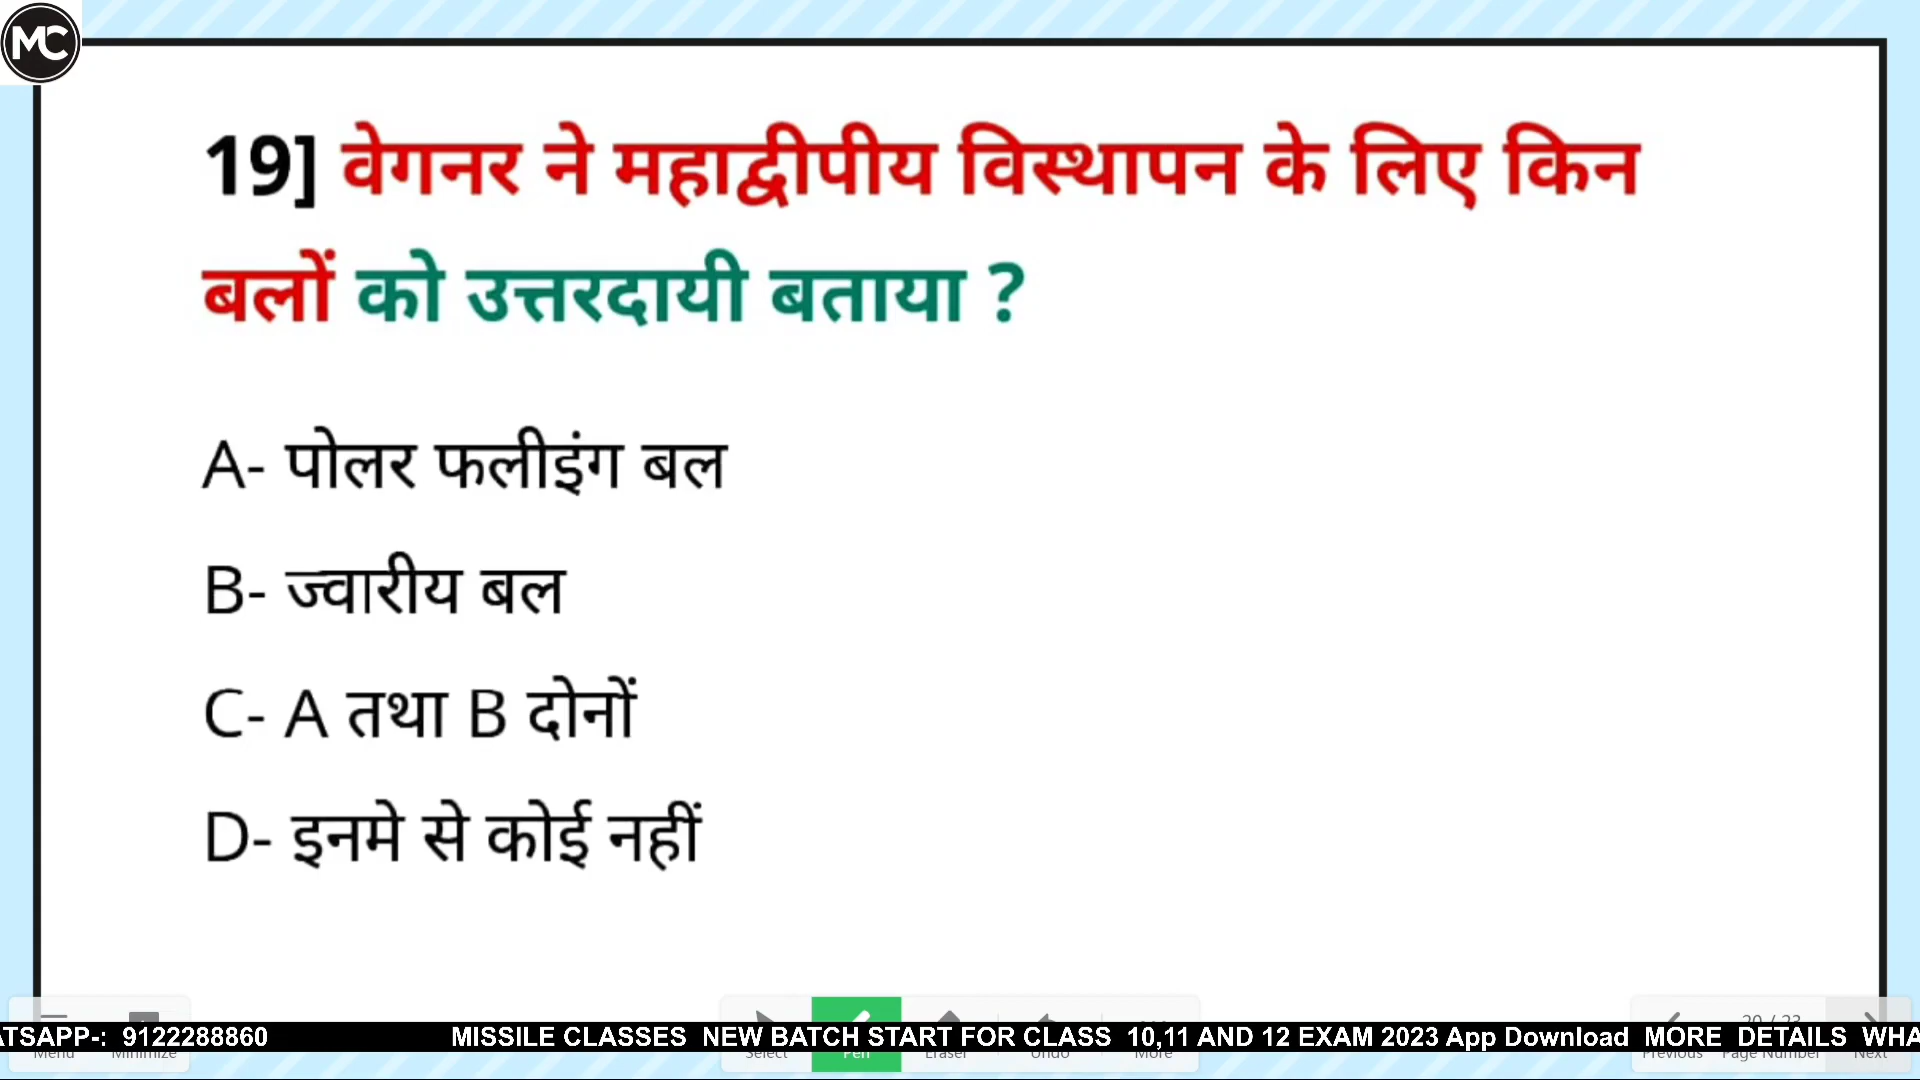 MC
19] वेगनर ने महाद्वीपीय विस्थापन के लिए किन
बलों को उत्तरदायी बताया ?
A- पोलर फलीइंग बल
B- ज्वारीय बल
C- A तथा B दोनों
D- इनमे से कोई नहीं
ATSAPP-: 9122288860 MISSILE CLASSES NEW BATCH START FOR CLASS 10,11 AND 12 EXAM 2023 App Download MORE DETAILS WHA
Menu Minimize Select Pen Eraser Undo More Previous Page Number Next